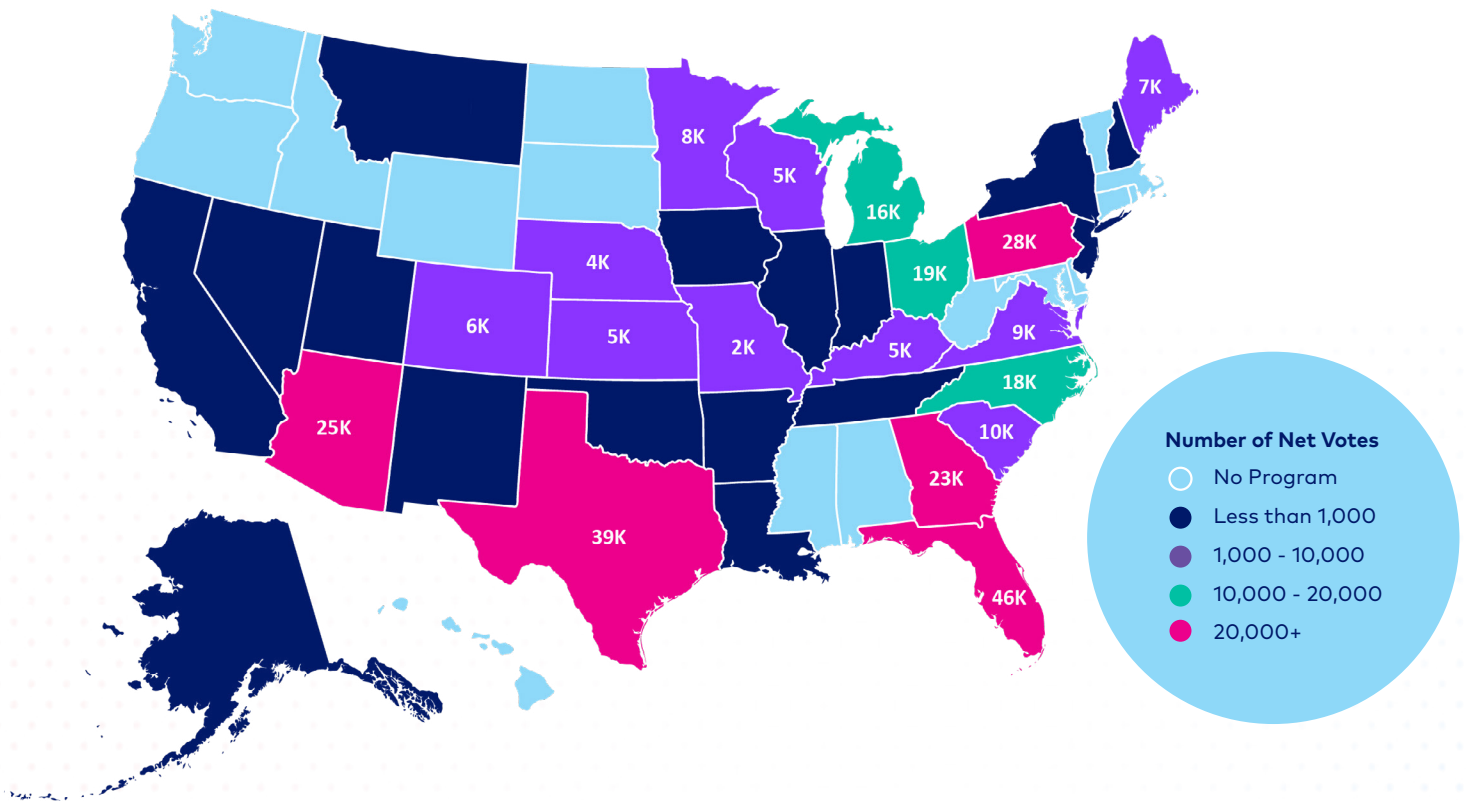 7K
8K
5K
16K
28K
4K
19K
6K
5K
2K
5K
9K
18K
25K
10K
23K
39K
46K
Number of Net Votes
No Program
Less than 1,000
1,000 - 10,000
10,000 - 20,000
20,000+